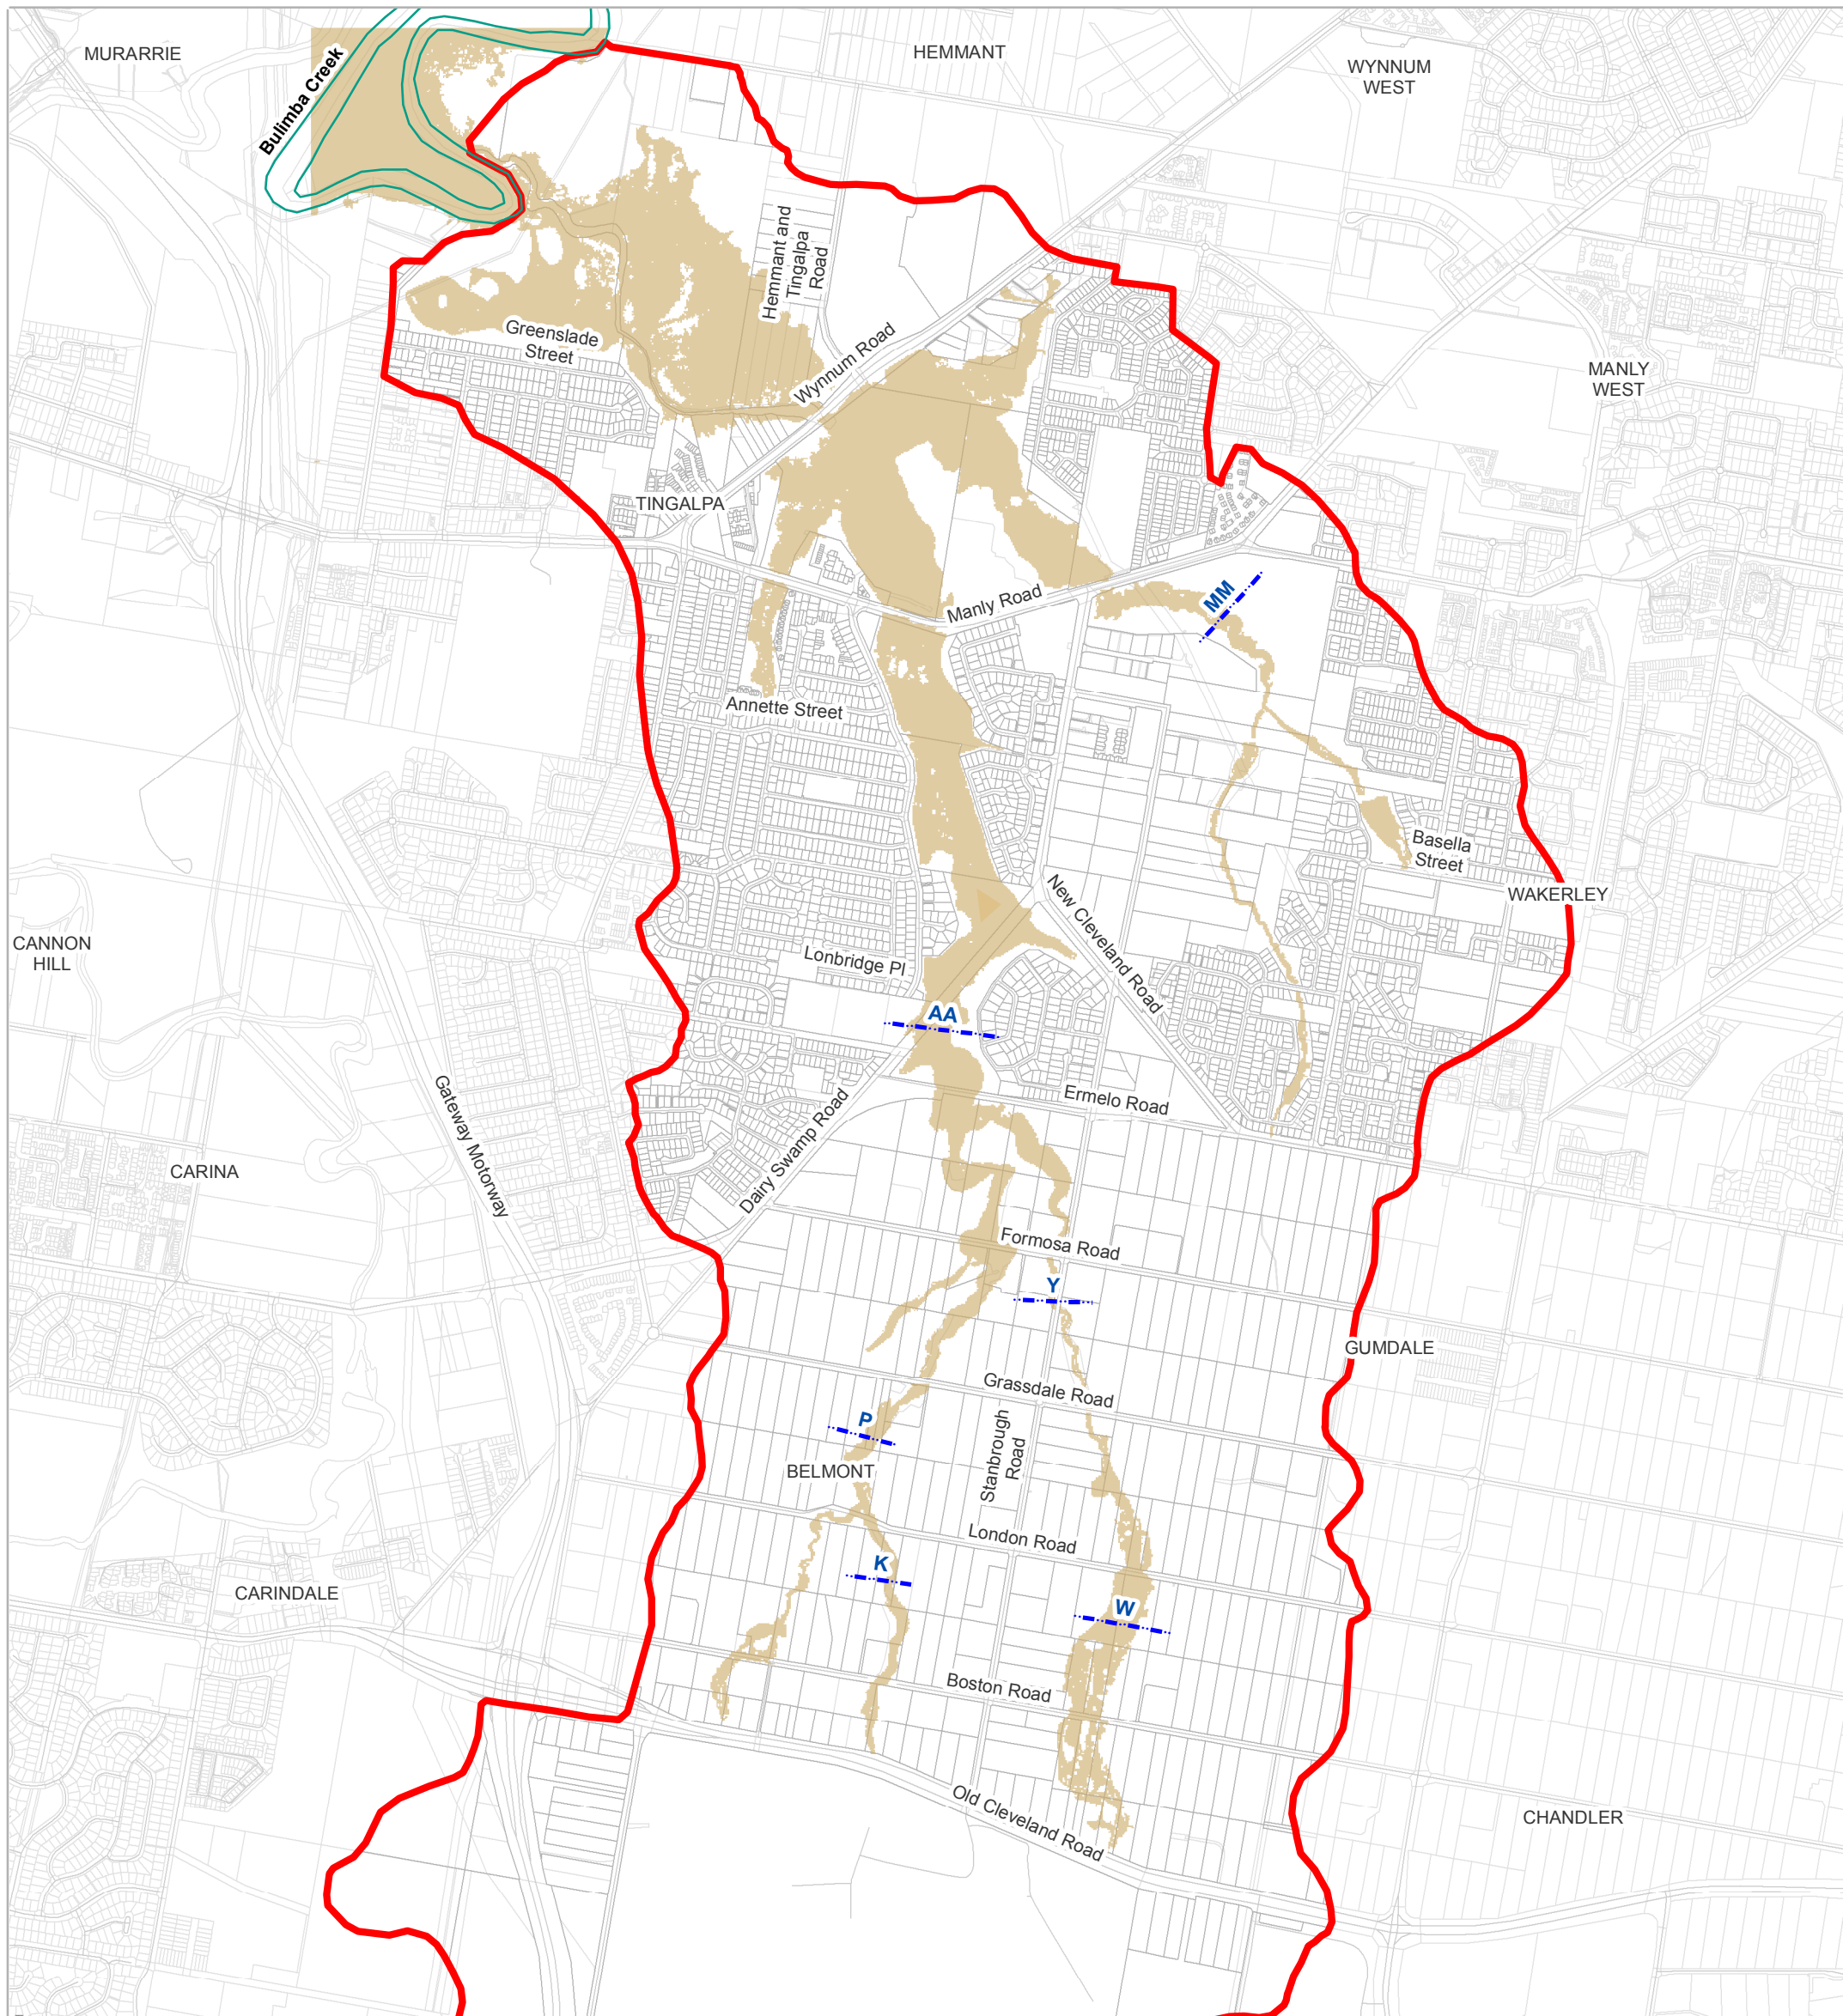 MURARRIE
Bulimba Creek
HEMMANT
WYNNUM
WEST
Hemmant and
Tingalpa
Road
Greenslade
Street
Wynnum Road
MANLY
WEST
TINGALPA
Manly Road
MM
Annette Street
Basella
Street
WAKERLEY
New Cleveland Road
CANNON
HILL
Lonbridge Pl
AA
Gateway Motorway
Ermelo Road
Dairy Swamp Road
CARINA
Formosa Road
Y
GUMDALE
Grassdale Road
P
Stanbrough
Road
BELMONT
London Road
K
CARINDALE
W
Boston Road
Old Cleveland Road
CHANDLER